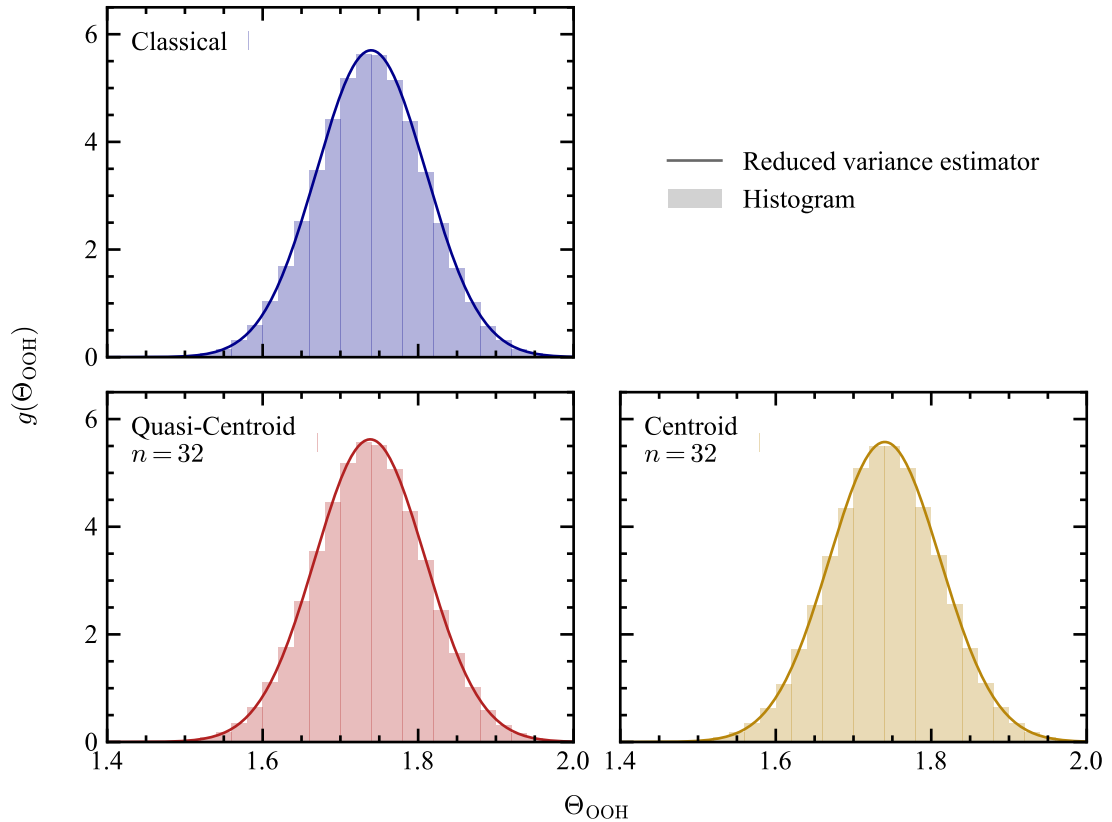 6
Classical
4
Reduced variance estimator
Histogram
2
0
g(Θ_OOH)
6
Quasi-Centroid
n = 32
Centroid
n = 32
4
2
0
1.4 1.6 1.8 2.0 1.4 1.6 1.8 2.0
Θ_OOH